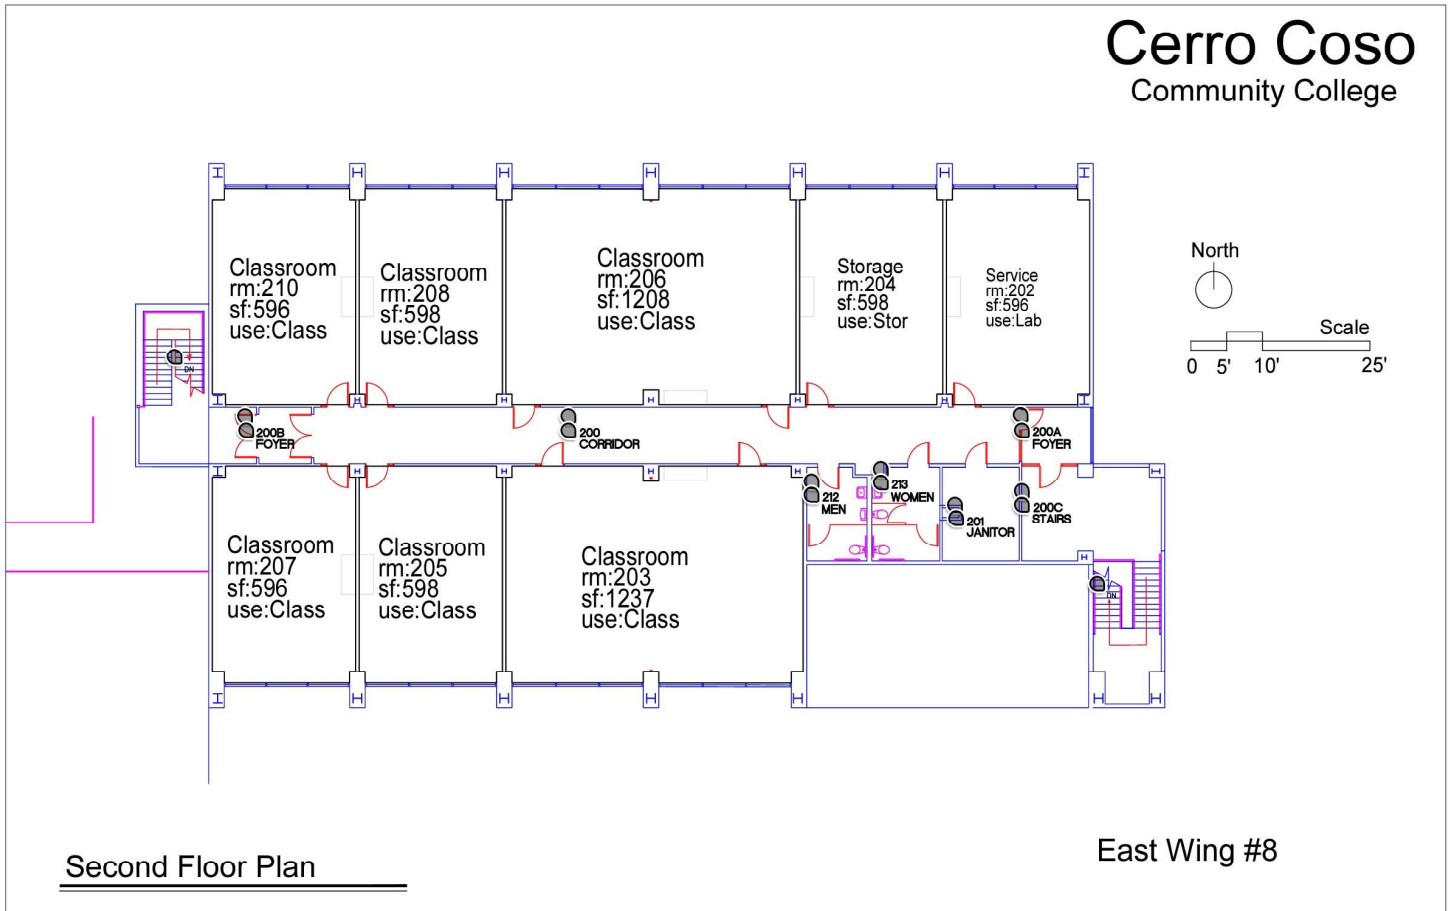 Cerro Coso
Community College
North
Scale
0 5' 10' 25'
Classroom
rm:210
sf:596
use:Class
Classroom
rm:208
sf:598
use:Class
Classroom
rm:206
sf:1208
use:Class
Storage
rm:204
sf:598
use:Stor
Service
rm:202
sf:596
use:Lab
DN
200B
FOYER
200
CORRIDOR
200A
FOYER
Classroom
rm:207
sf:596
use:Class
Classroom
rm:205
sf:598
use:Class
Classroom
rm:203
sf:1237
use:Class
212
MEN
213
WOMEN
201
JANITOR
200C
STAIRS
DN
Second Floor Plan
East Wing #8